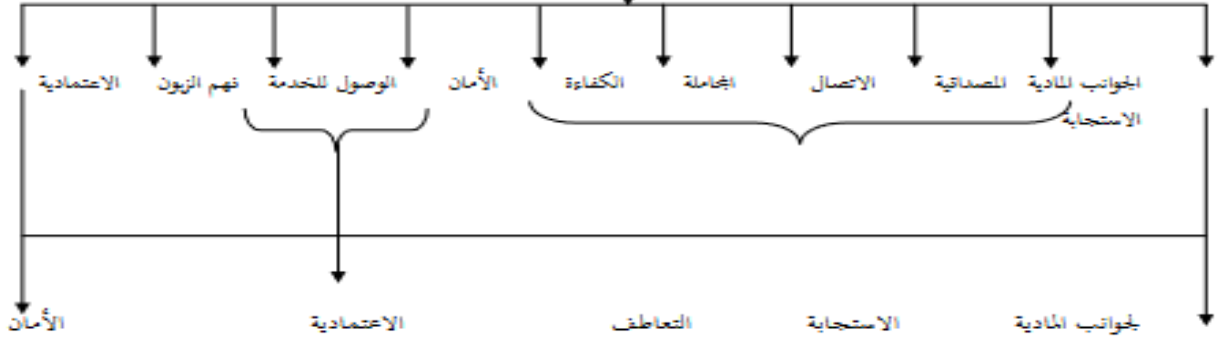 الجوانب المادية المصداقية الاتصال المجاملة الكفاءة الأمان الوصول للخدمة فهم الزبون الاعتمادية
الاستجابة
لجوانب المادية الاستجابة التعاطف الاعتمادية الأمان